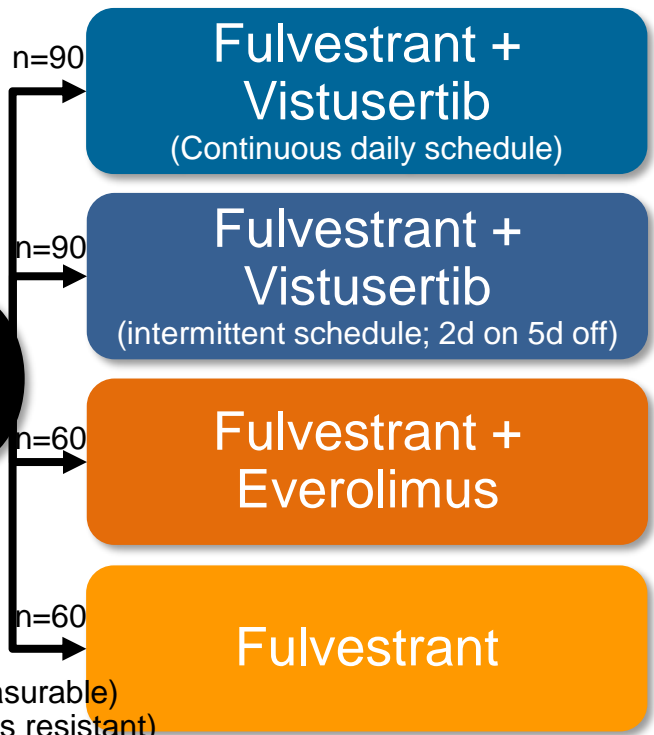 n=90
Fulvestrant +
Vistusertib
(Continuous daily schedule)
n=90
Fulvestrant +
Vistusertib
(intermittent schedule; 2d on 5d off)
n=60
Fulvestrant +
Everolimus
n=60
Fulvestrant
resistant)